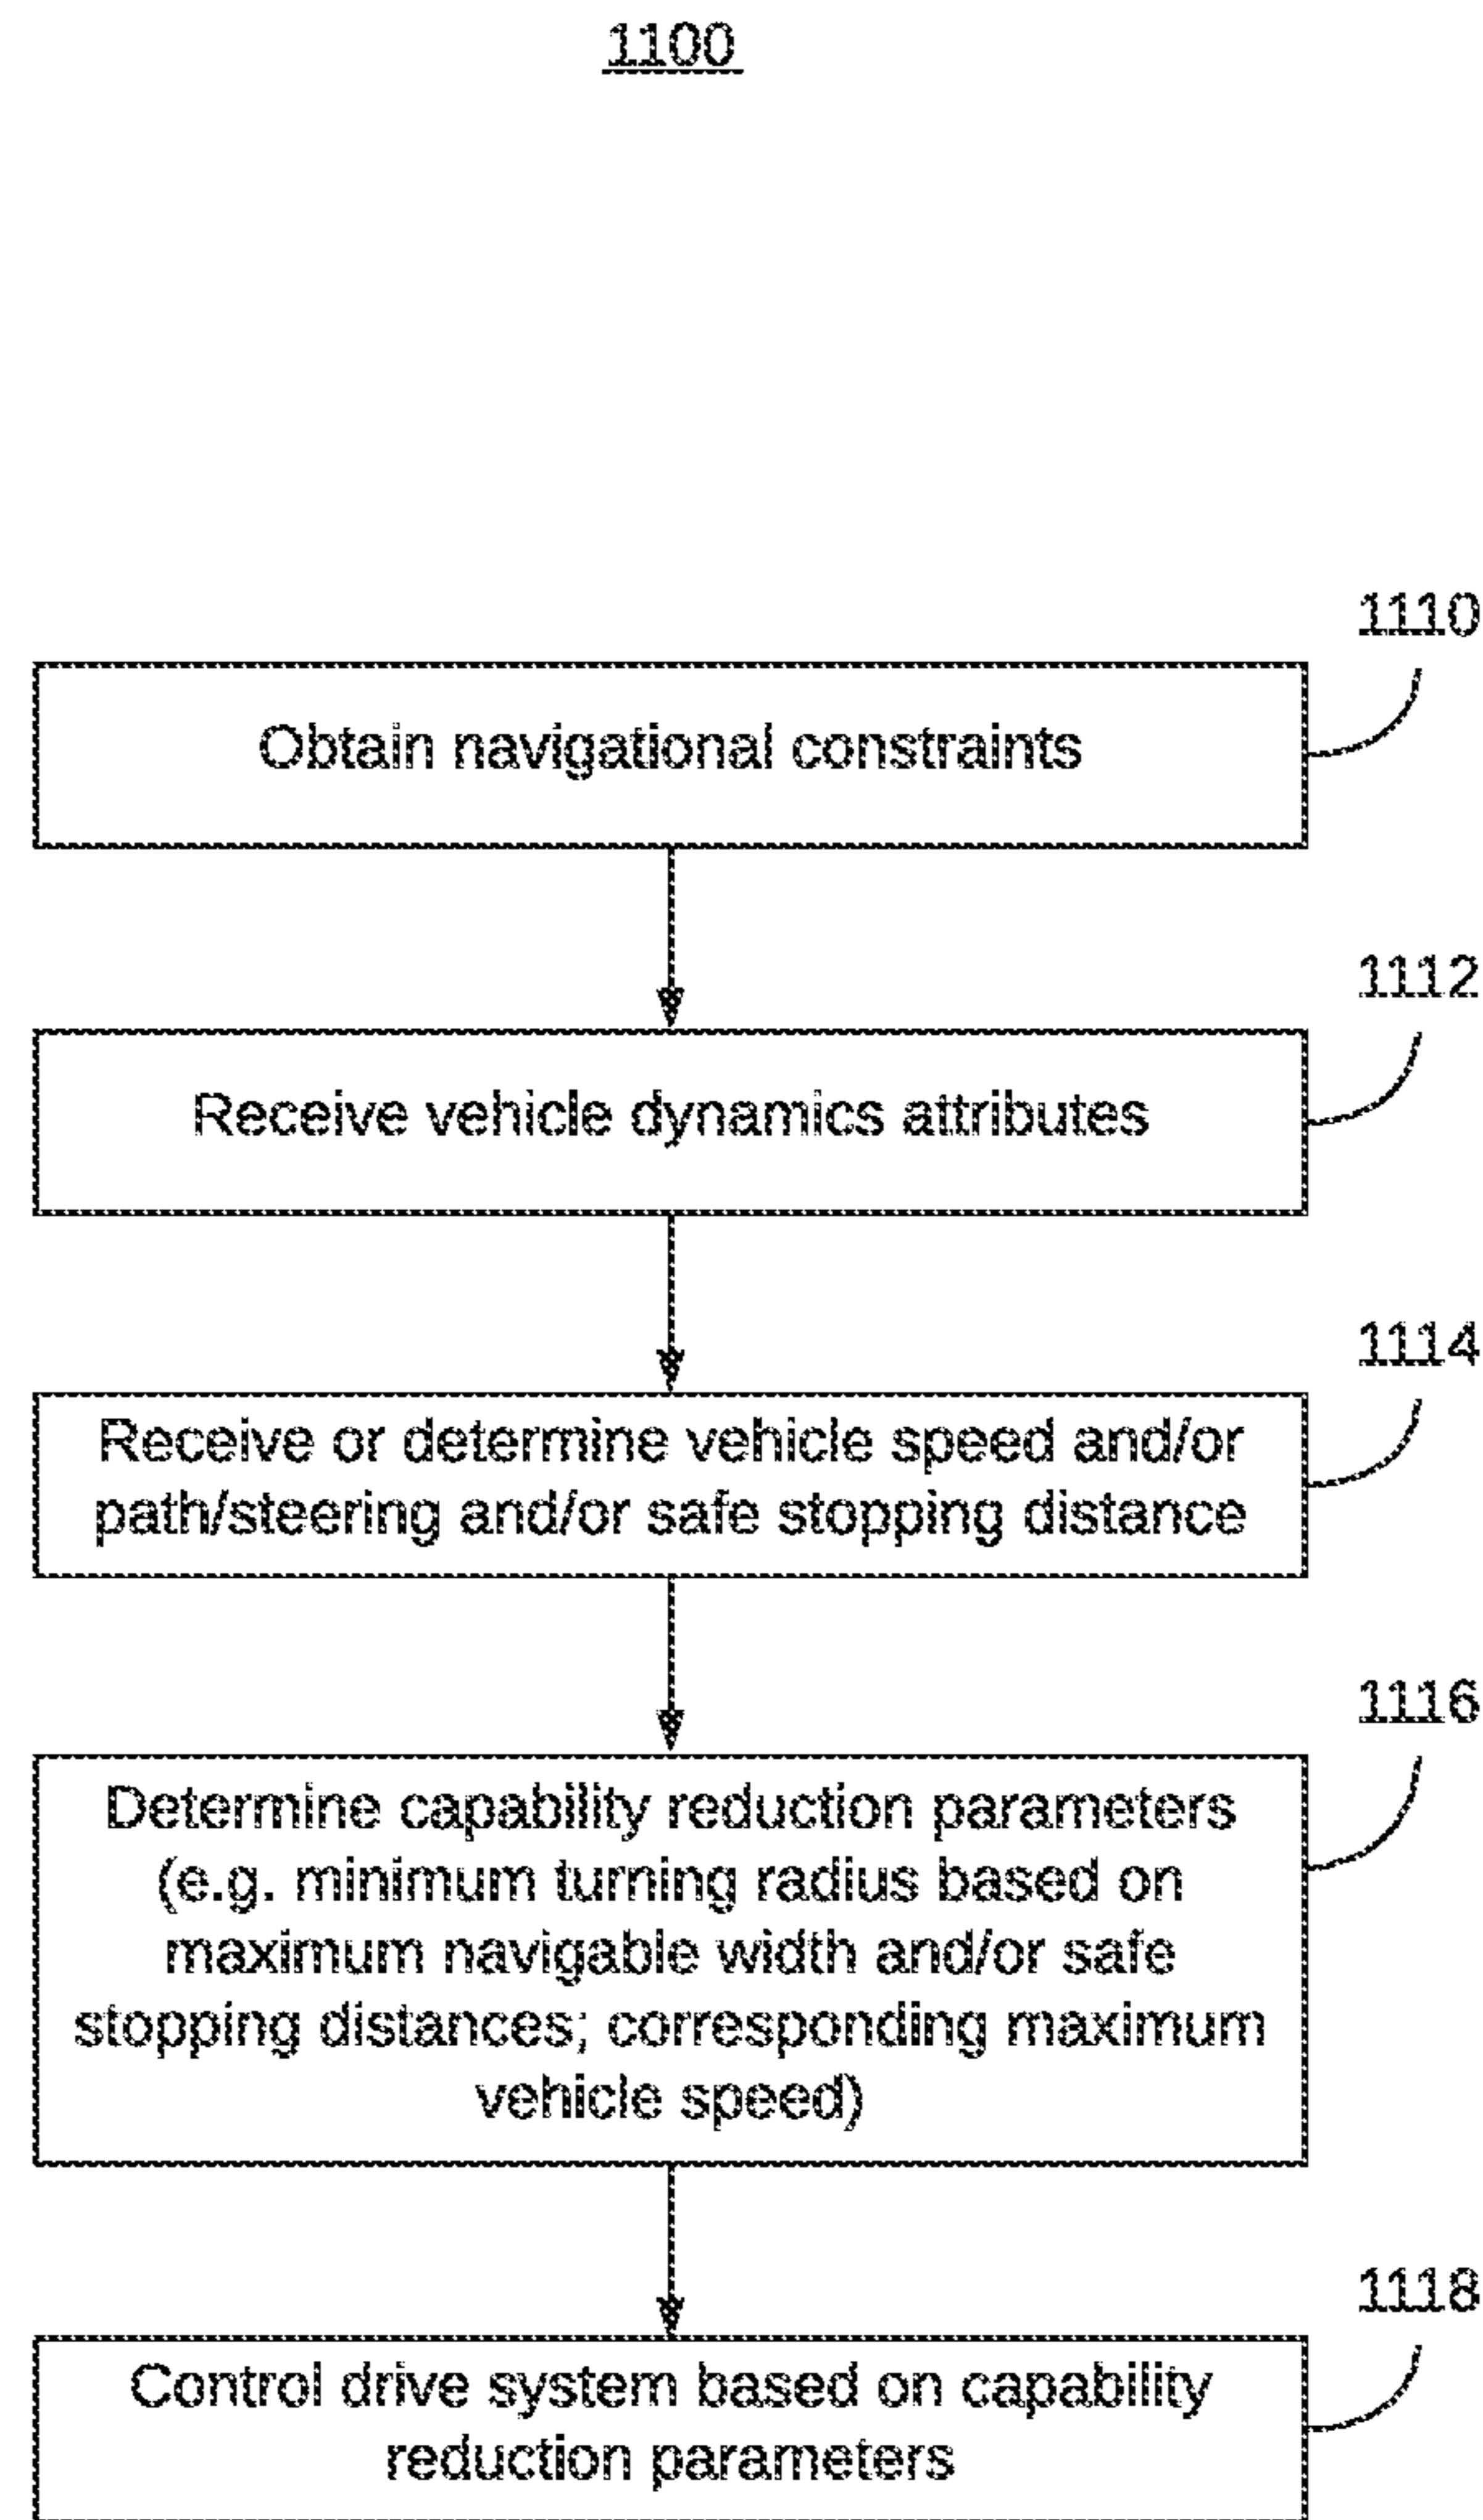 1100
1110
Obtain navigational constraints
1112
Receive vehicle dynamics attributes
1114
Receive or determine vehicle speed and/or
path/steering and/or safe stopping distance
1116
Determine capability reduction parameters
(e.g. minimum turning radius based on
maximum navigable width and/or safe
stopping distances; corresponding maximum
vehicle speed)
1118
Control drive system based on capability
reduction parameters